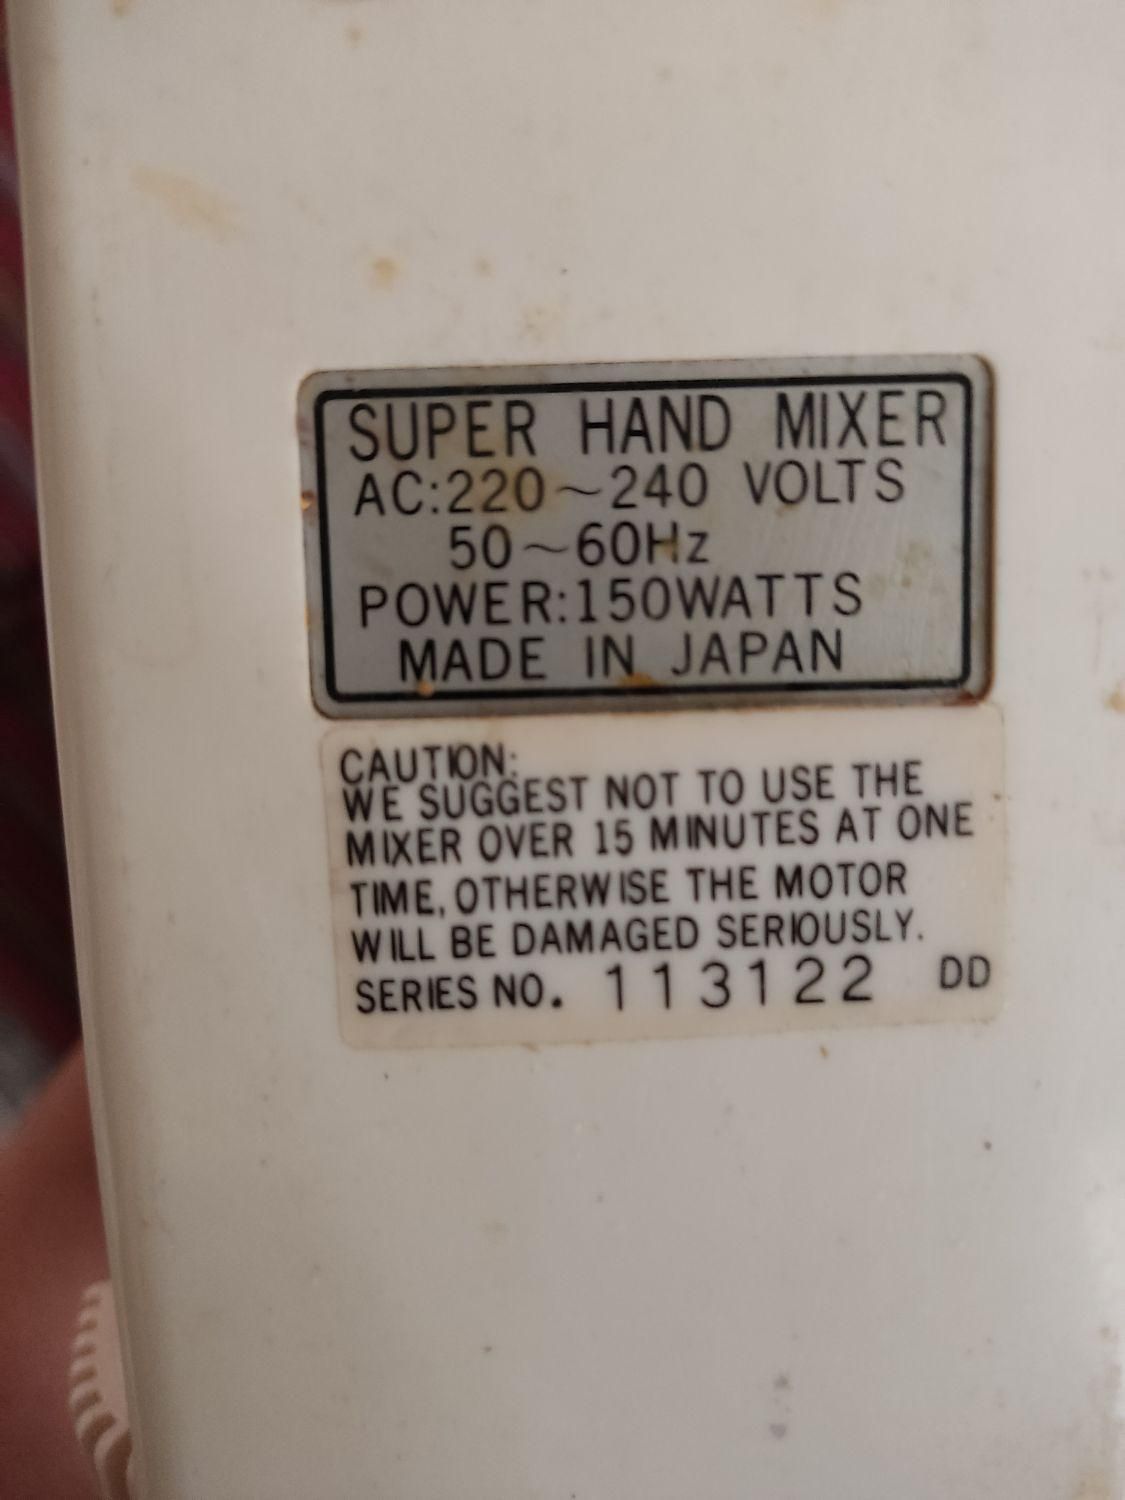 SUPER HAND MIXER
AC:220~240 VOLTS
50~60Hz
POWER:150WATTS
MADE IN JAPAN
CAUTION:
WE SUGGEST NOT TO USE THE
MIXER OVER 15 MINUTES AT ONE
TIME, OTHERWISE THE MOTOR
WILL BE DAMAGED SERIOUSLY.
SERIES NO. 113122 DD